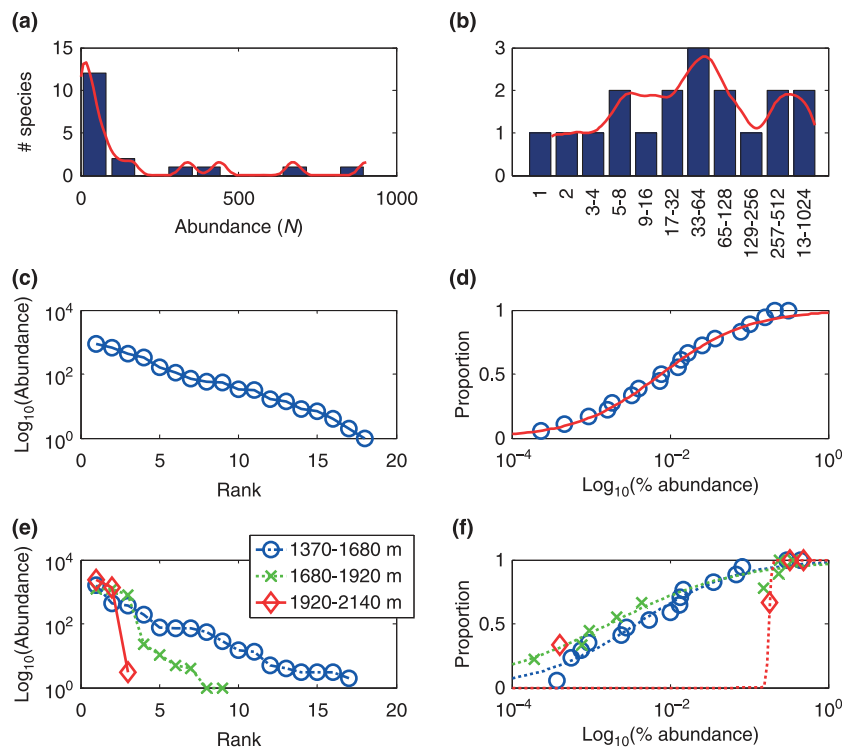 (a)
15
10
5
0
# species
0
500
1000
Abundance (N)
(b)
3
2
1
0
1
2
3-4
5-8
9-16
17-32
33-64
65-128
129-256
257-512
13-1024
(c)
10^4
10^2
10^0
Log10(Abundance)
0
5
10
15
20
Rank
(d)
1
0.5
0
Proportion
10^−4
10^−2
10^0
Log10(% abundance)
(e)
10^4
10^2
10^0
Log10(Abundance)
1370-1680 m
1680-1920 m
1920-2140 m
0
5
10
15
20
Rank
(f)
1
0.5
0
Proportion
10^−4
10^−2
10^0
Log10(% abundance)